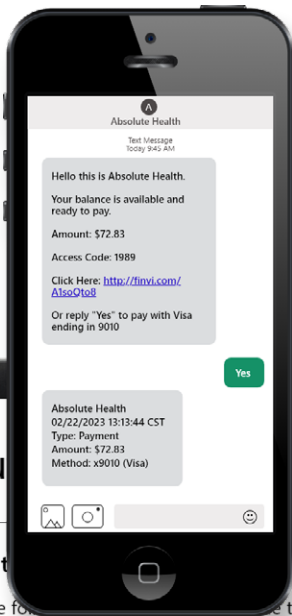 A
Absolute Health
Text Message
Today 9:45 AM
Hello this is Absolute Health.
Your balance is available and
ready to pay.
Amount: $72.83
Access Code: 1989
Click Here: http://finvi.com/
A1soQto8
Or reply "Yes" to pay with Visa
ending in 9010
Yes
Absolute Health
02/22/2023 13:13:44 CST
Type: Payment
Amount: $72.83
Method: x9010 (Visa)